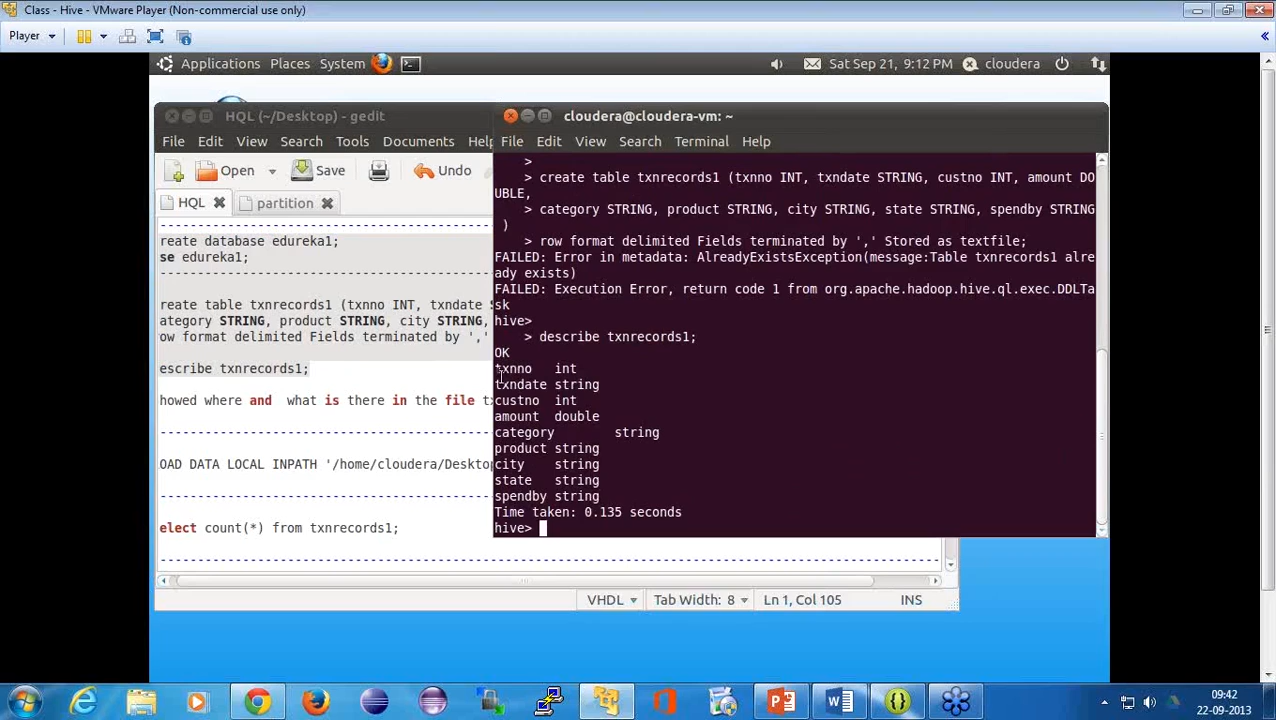 Class - Hive - VMware Player (Non-commercial use only)
Player
Applications Places System Sat Sep 21, 9:12 PM cloudera
HQL (~/Desktop) - gedit
File Edit View Search Tools Documents Help
Open Save Undo
HQL partition
----------------------------------------
reate database edureka1;
se edureka1;
----------------------------------------
reate table txnrecords1 (txnno INT, txndate S
ategory STRING, product STRING, city STRING,
ow format delimited Fields terminated by ','
escribe txnrecords1;
howed where and what is there in the file tx
----------------------------------------
OAD DATA LOCAL INPATH '/home/cloudera/Desktop
----------------------------------------
elect count(*) from txnrecords1;
----------------------------------------
VHDL Tab Width: 8 Ln 1, Col 105 INS
cloudera@cloudera-vm: ~
File Edit View Search Terminal Help
>
> create table txnrecords1 (txnno INT, txndate STRING, custno INT, amount DO
UBLE,
> category STRING, product STRING, city STRING, state STRING, spendby STRING
)
> row format delimited Fields terminated by ',' Stored as textfile;
FAILED: Error in metadata: AlreadyExistsException(message:Table txnrecords1 alre
ady exists)
FAILED: Execution Error, return code 1 from org.apache.hadoop.hive.ql.exec.DDLTa
sk
hive>
> describe txnrecords1;
OK
txnno int
txndate string
custno int
amount double
category string
product string
city string
state string
spendby string
Time taken: 0.135 seconds
hive>
09:42
22-09-2013